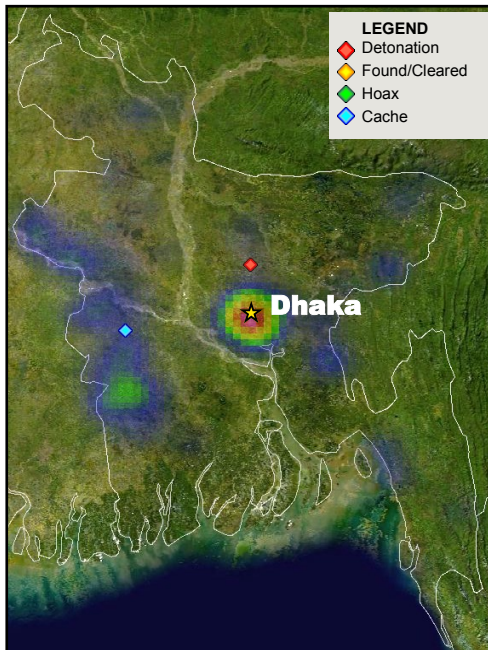 LEGEND
Detonation
Found/Cleared
Hoax
Cache
Dhaka